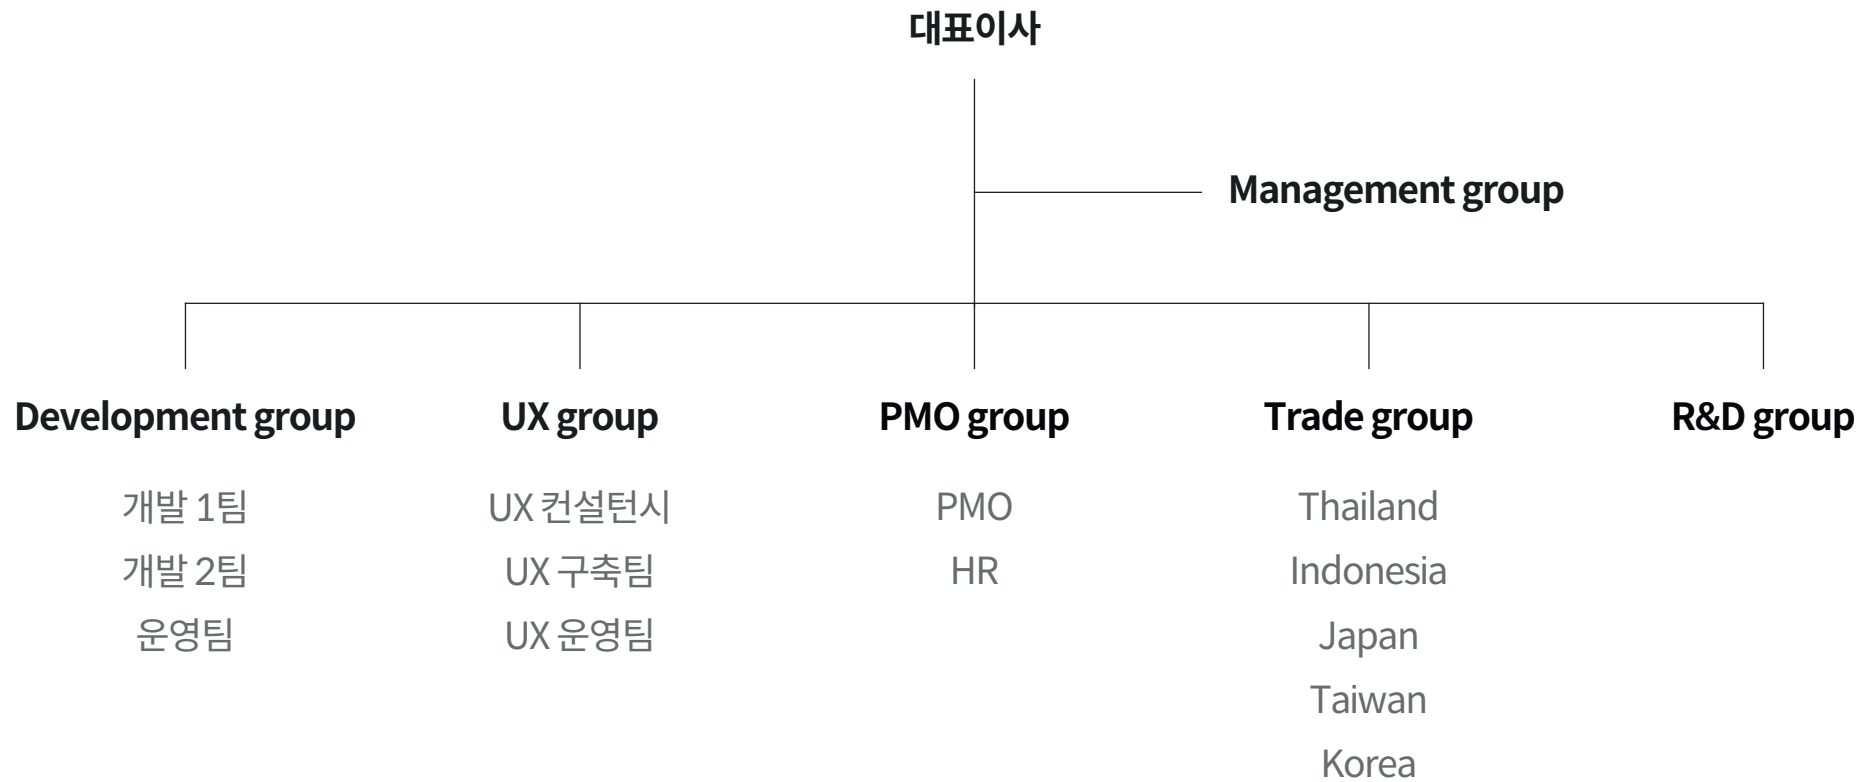 대표이사
Management group
Development group
개발 1팀
개발 2팀
운영팀
UX group
UX 컨설턴시
UX 구축팀
UX 운영팀
PMO group
PMO
HR
Trade group
Thailand
Indonesia
Japan
Taiwan
Korea
R&D group